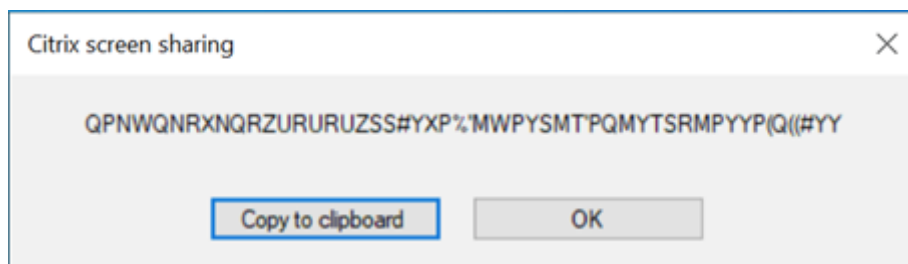 Citrix screen sharing
QPNWQNRXNQRZURURUZSS#YXP%'MWPYSMT'PQMYTSRMPYYP(Q((#YY
Copy to clipboard
OK